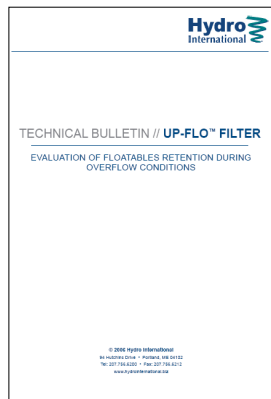 Hydro
International
TECHNICAL BULLETIN // UP-FLO™ FILTER
EVALUATION OF FLOATABLES RETENTION DURING
OVERFLOW CONDITIONS
© 2006 Hydro International
94 Hutchins Drive • Portland, ME 04102
Tel: 207.756.6200 • Fax: 207.756.6212
www.hydrointernational.biz